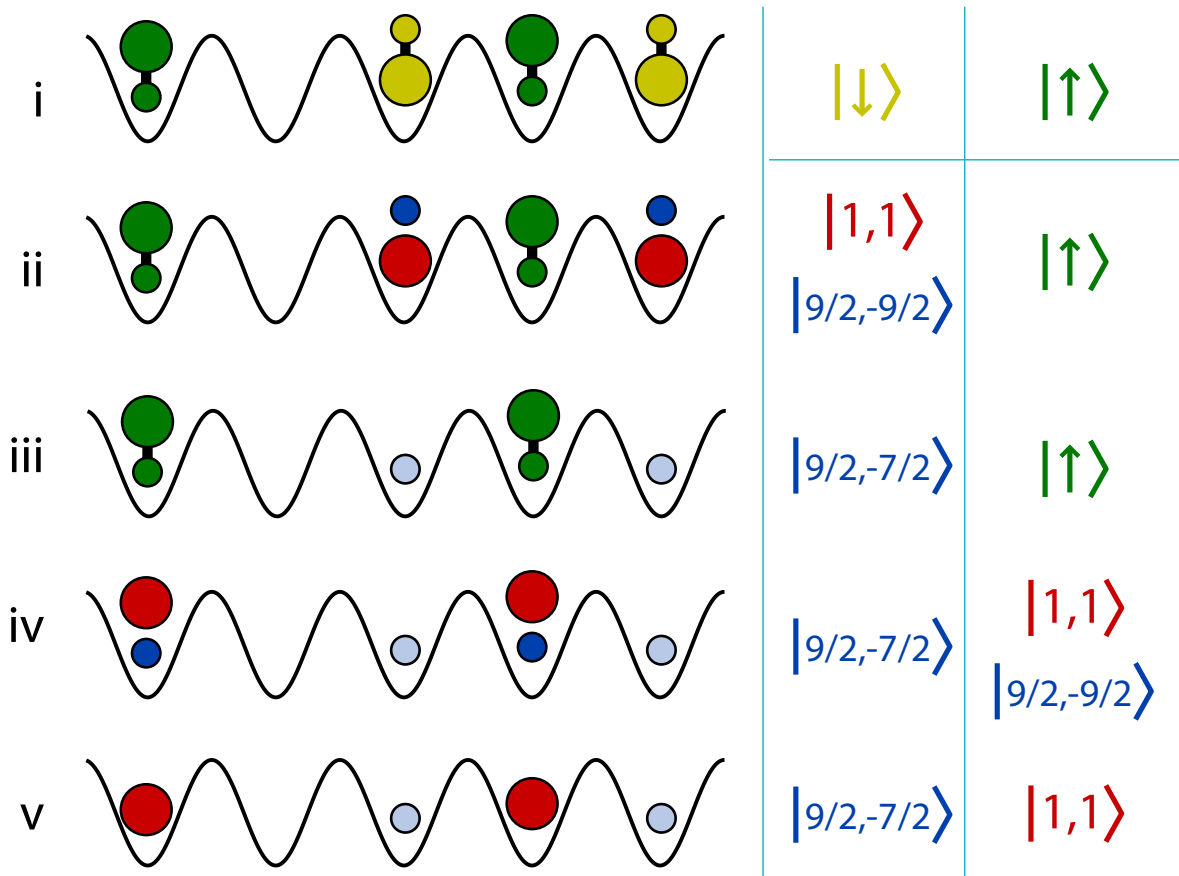 i |↓⟩ |↑⟩
|1,1⟩
ii |↑⟩
|9/2,-9/2⟩
iii |9/2,-7/2⟩ |↑⟩
|1,1⟩
iv |9/2,-7/2⟩
|9/2,-9/2⟩
v |9/2,-7/2⟩ |1,1⟩